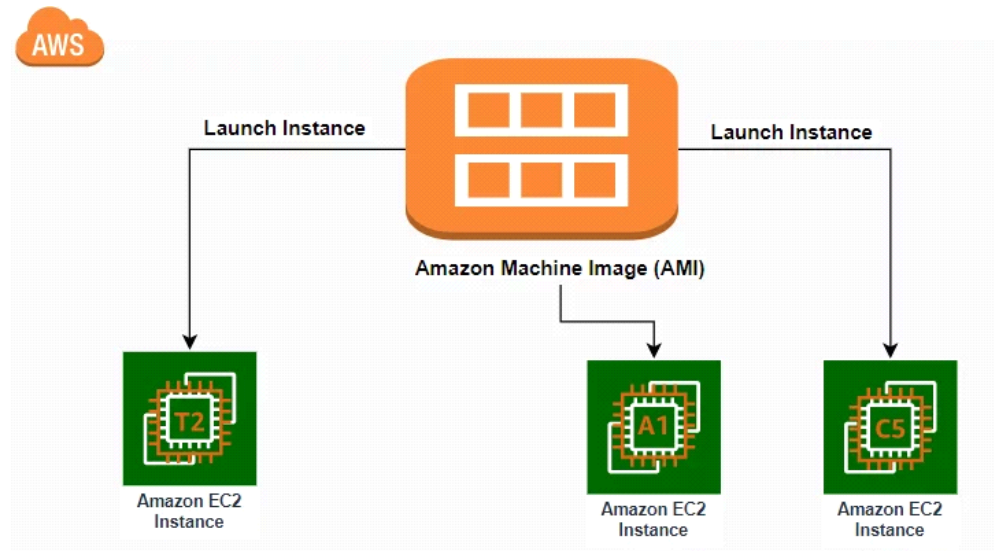 AWS
Launch Instance
Launch Instance
Amazon Machine Image (AMI)
T2
A1
C5
Amazon EC2
Instance
Amazon EC2
Instance
Amazon EC2
Instance